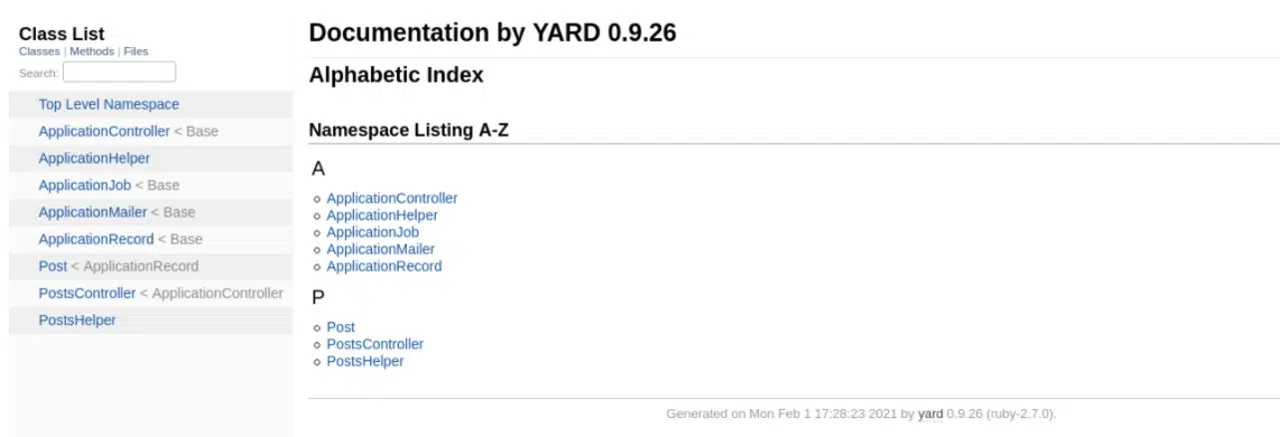 Class List
Classes | Methods | Files
Search:
Top Level Namespace
ApplicationController < Base
ApplicationHelper
ApplicationJob < Base
ApplicationMailer < Base
ApplicationRecord < Base
Post < ApplicationRecord
PostsController < ApplicationController
PostsHelper
Documentation by YARD 0.9.26
Alphabetic Index
Namespace Listing A-Z
A
ApplicationController
ApplicationHelper
ApplicationJob
ApplicationMailer
ApplicationRecord
P
Post
PostsController
PostsHelper
Generated on Mon Feb 1 17:28:23 2021 by yard 0.9.26 (ruby-2.7.0).